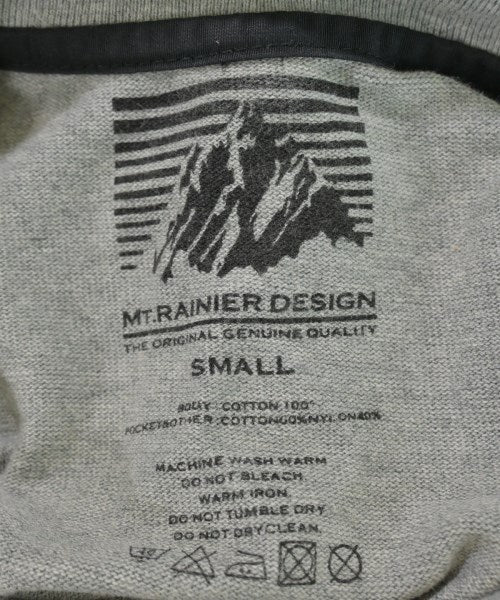 MT.RAINIER DESIGN
THE ORIGINAL GENUINE QUALITY
SMALL
BODY : COTTON 100%
POCKET&OTHER : COTTON60%NYLON40%
MACHINE WASH WARM
DO NOT BLEACH.
WARM IRON.
DO NOT TUMBLE DRY
DO NOT DRYCLEAN.